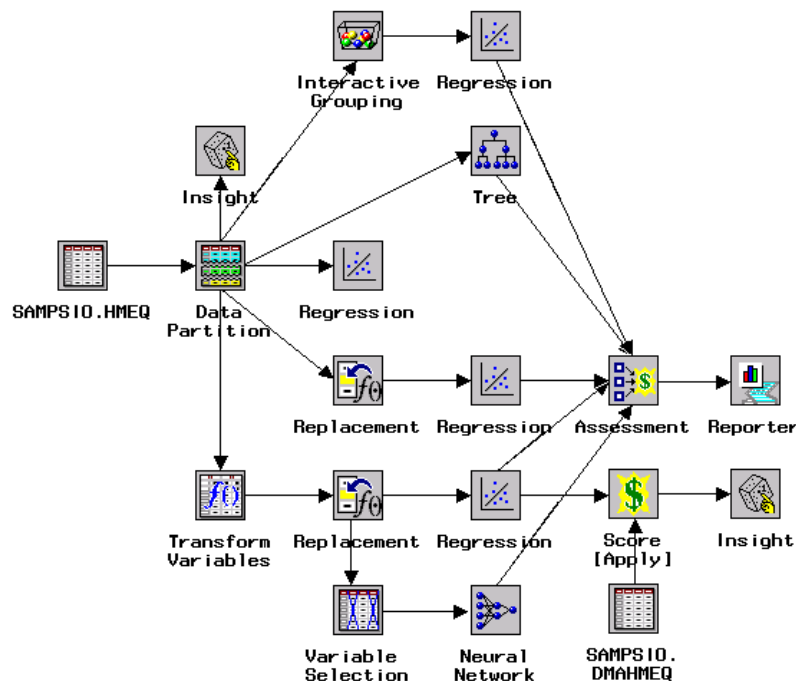 Interactive
Grouping
Regression
Insight
Tree
SAMPSIO.HMEQ
Data
Partition
Regression
Replacement
Regression
Assessment
Reporter
Transform
Variables
Replacement
Regression
Score
[Apply]
Insight
Variable
Selection
Neural
Network
SAMPSIO.
DMAHMEQ